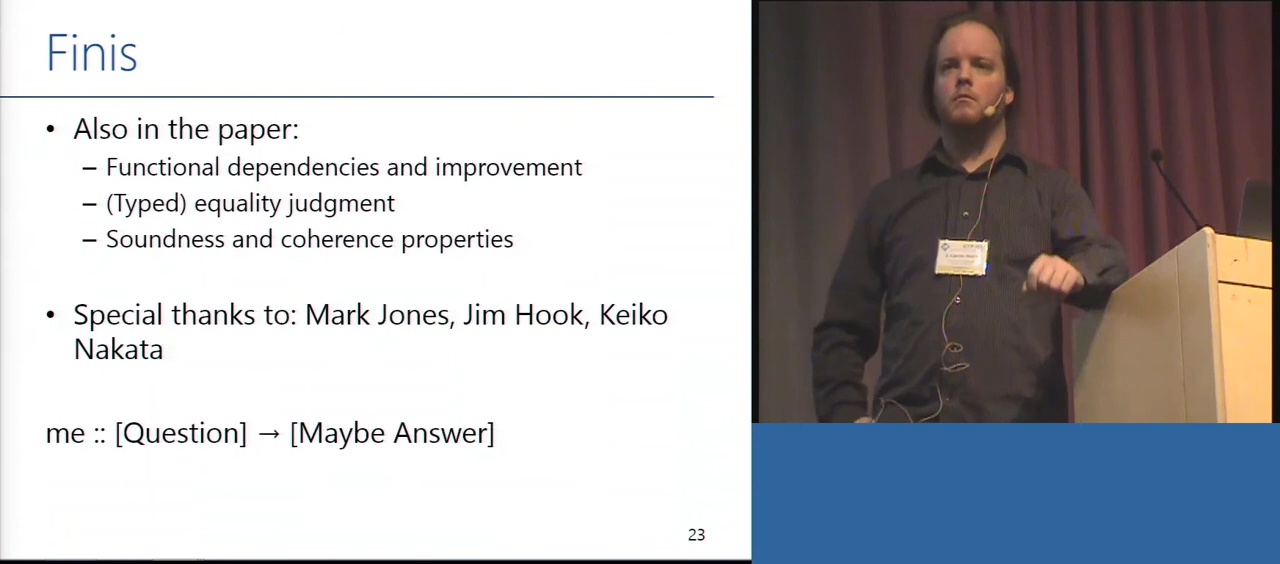 Finis
• Also in the paper:
– Functional dependencies and improvement
– (Typed) equality judgment
– Soundness and coherence properties
• Special thanks to: Mark Jones, Jim Hook, Keiko
Nakata
me :: [Question] → [Maybe Answer]
23